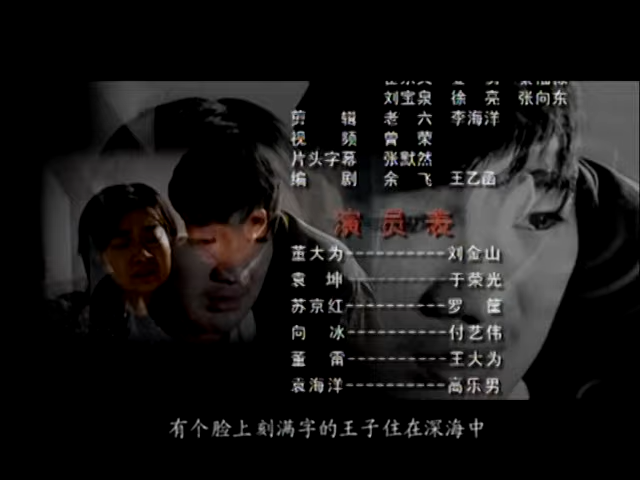 刘宝泉 徐 亮 张向东
剪 辑 老 六 李海洋
视 频 曾 荣
片头字幕 张默然
编 剧 余 飞 王乙函
演 员 表
董大为----------刘金山
袁 坤----------于荣光
苏京红----------罗 筐
向 冰----------付艺伟
董 雷----------王大为
袁海洋----------高乐男
有个脸上刻满字的王子住在深海中